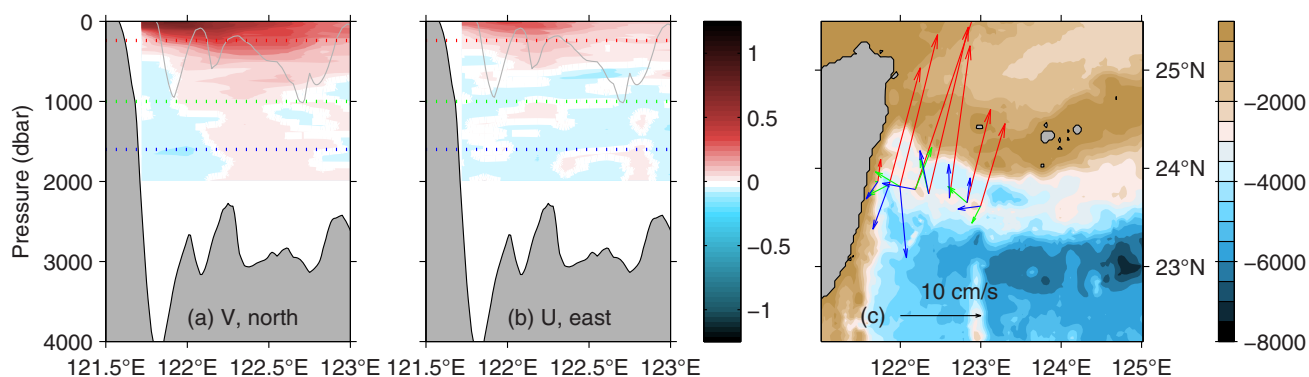 Pressure (dbar)
0
1000
2000
3000
4000
(a) V, north
121.5°E 122°E 122.5°E 123°E
(b) U, east
121.5°E 122°E 122.5°E 123°E
1
0.5
0
−0.5
−1
25°N
24°N
23°N
10 cm/s
(c)
122°E 123°E 124°E 125°E
−2000
−4000
−6000
−8000